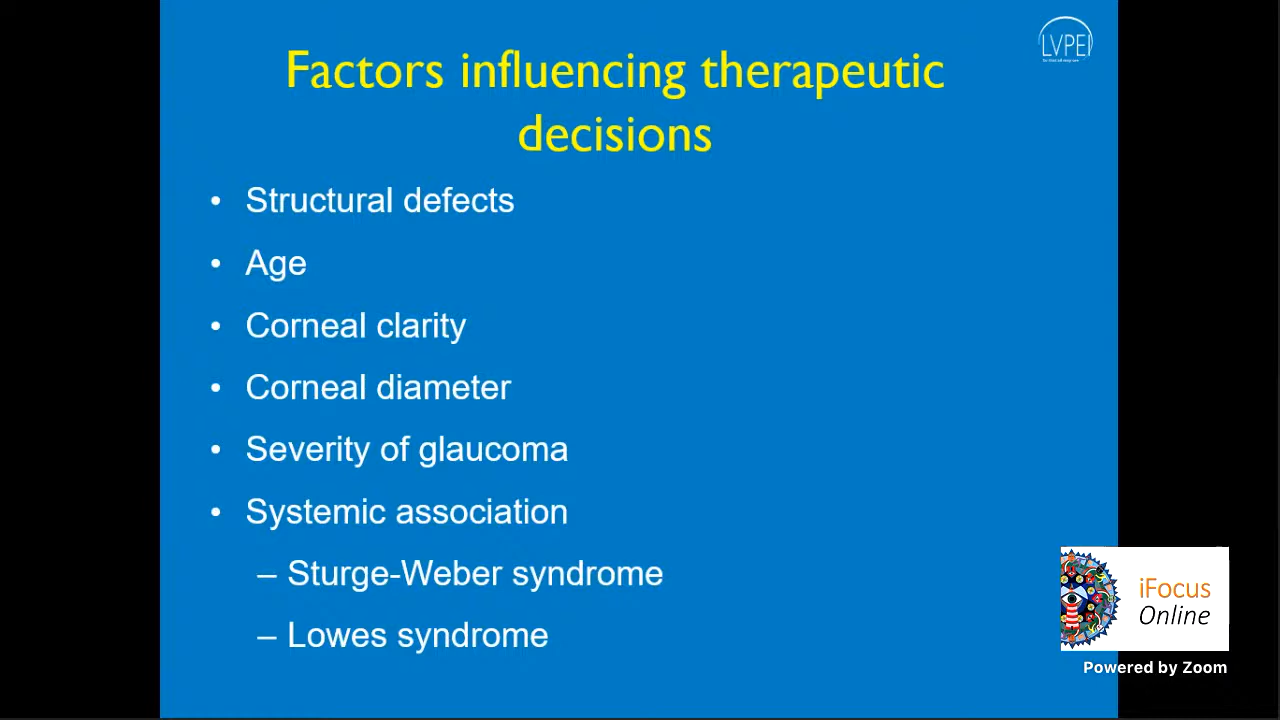 LVPEI
Factors influencing therapeutic
decisions
• Structural defects
• Age
• Corneal clarity
• Corneal diameter
• Severity of glaucoma
• Systemic association
– Sturge-Weber syndrome
– Lowes syndrome
iFocus
Online
Powered by Zoom